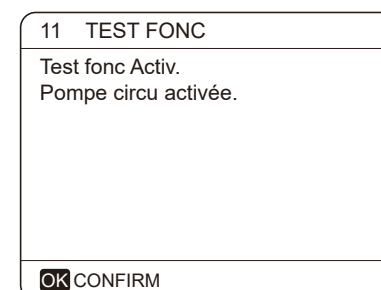 11 TEST FONC
Test fonc Activ.
Pompe circu activée.
OK CONFIRM